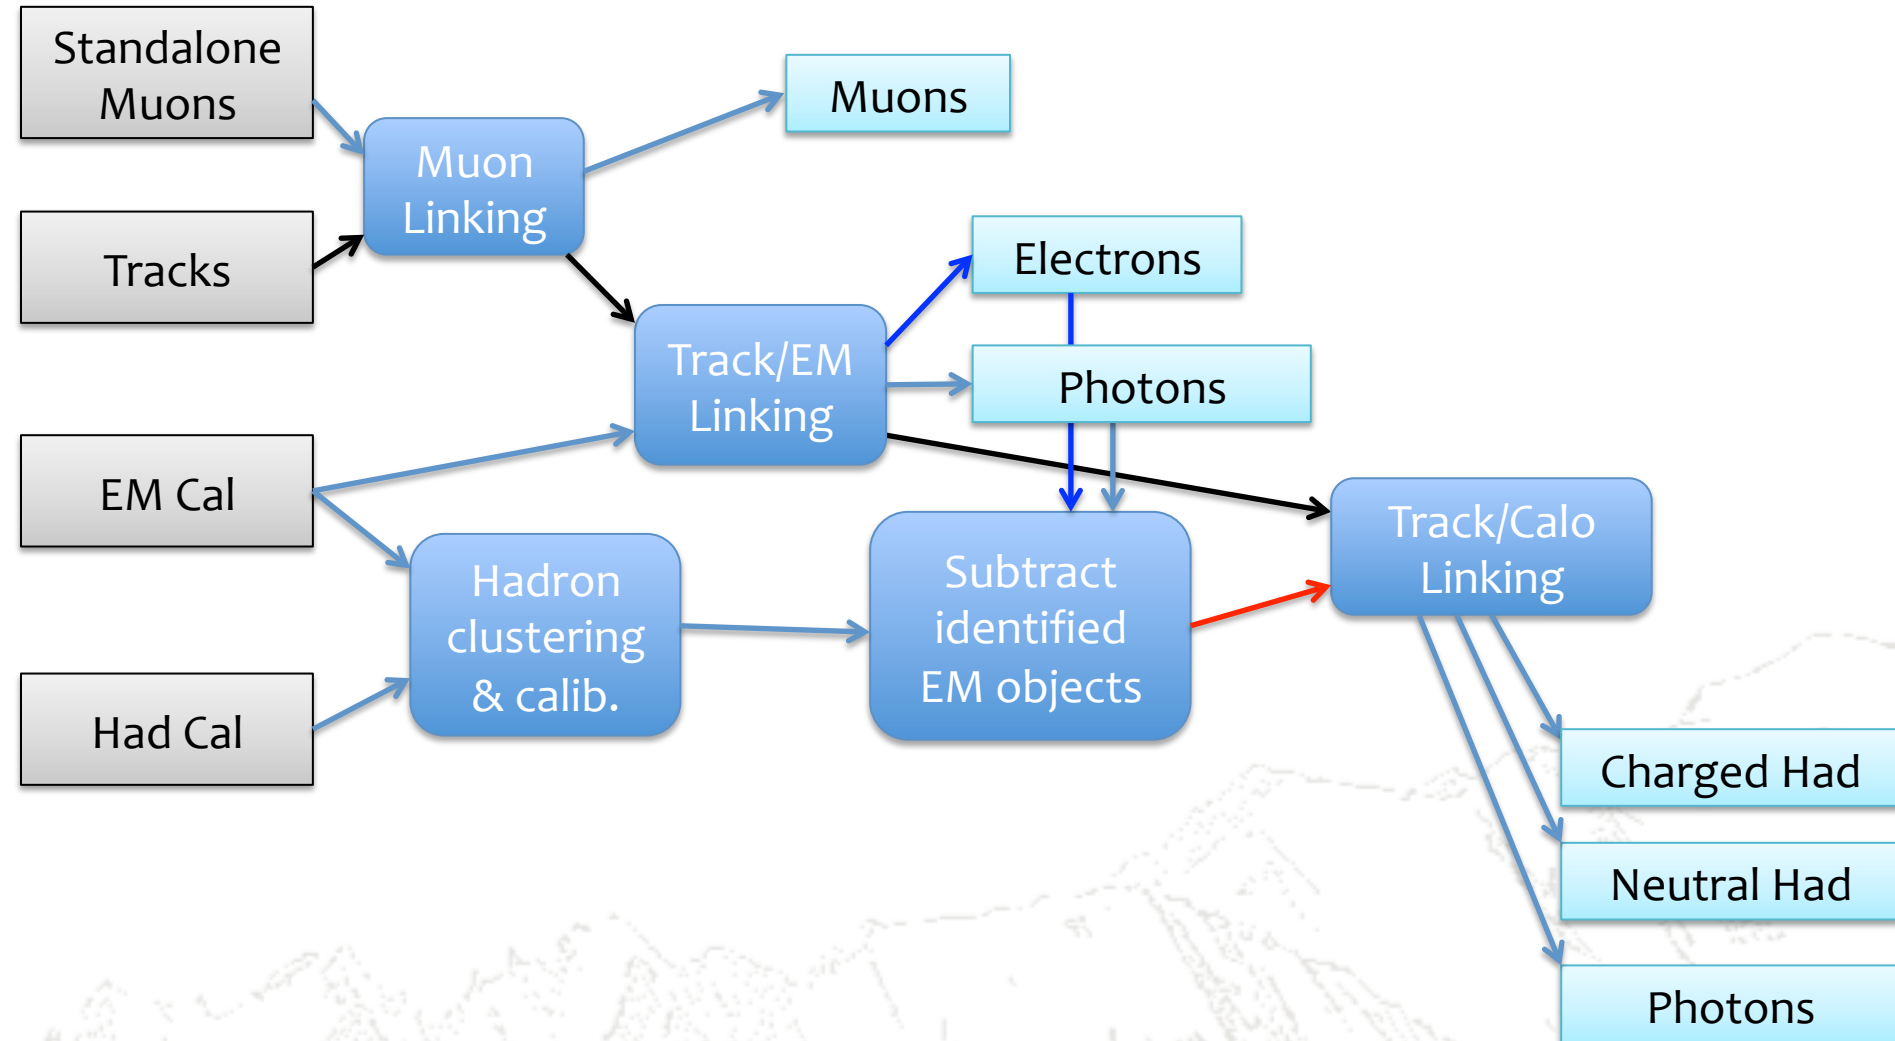 Standalone
Muons
Muons
Muon
Linking
Tracks
Electrons
Track/EM
Linking
Photons
EM Cal
Track/Calo
Linking
Hadron
clustering
& calib.
Subtract
identified
EM objects
Had Cal
Charged Had
Neutral Had
Photons